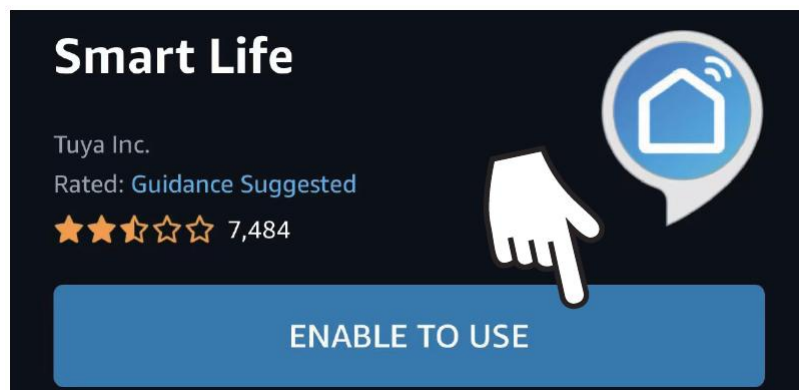 Smart Life
Tuya Inc.
Rated: Guidance Suggested
7,484
ENABLE TO USE